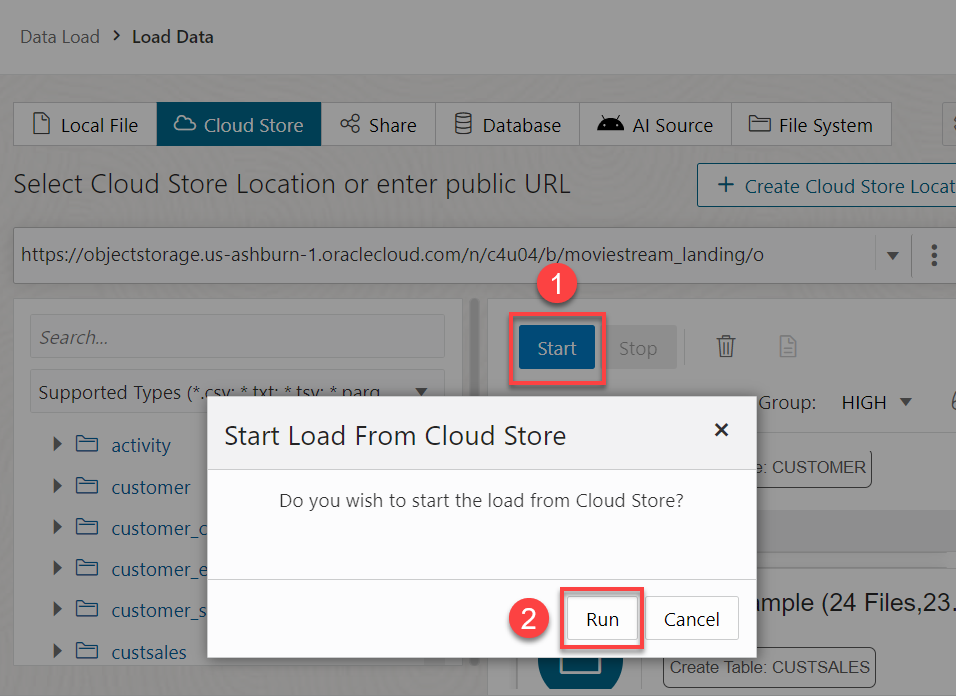 Data Load > Load Data
Local File
Cloud Store
Share
Database
AI Source
File System
Select Cloud Store Location or enter public URL
+ Create Cloud Store Locat
https://objectstorage.us-ashburn-1.oraclecloud.com/n/c4u04/b/moviestream_landing/o
1
Search...
Start
Stop
Supported Types (*.csv; *.txt; *.tsv; *.parq
Group: HIGH
activity
customer
customer_c
customer_e
customer_s
custsales
Start Load From Cloud Store
Do you wish to start the load from Cloud Store?
2
Run
Cancel
e: CUSTOMER
ample (24 Files,23.
Create Table: CUSTSALES